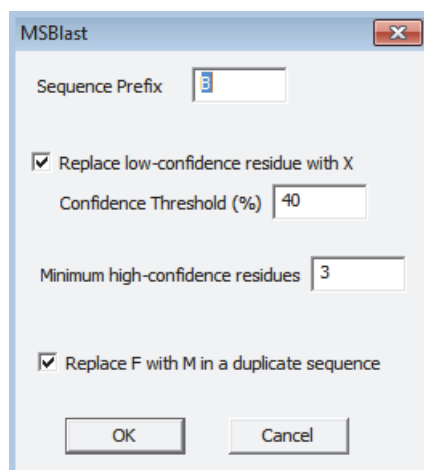 MSBlast
Sequence Prefix B
Replace low-confidence residue with X
Confidence Threshold (%) 40
Minimum high-confidence residues 3
Replace F with M in a duplicate sequence
OK Cancel